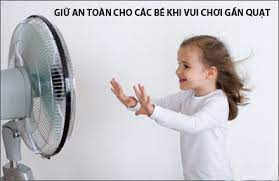 GIỮ AN TOÀN CHO CÁC BÉ KHI VUI CHƠI GẦN QUẠT